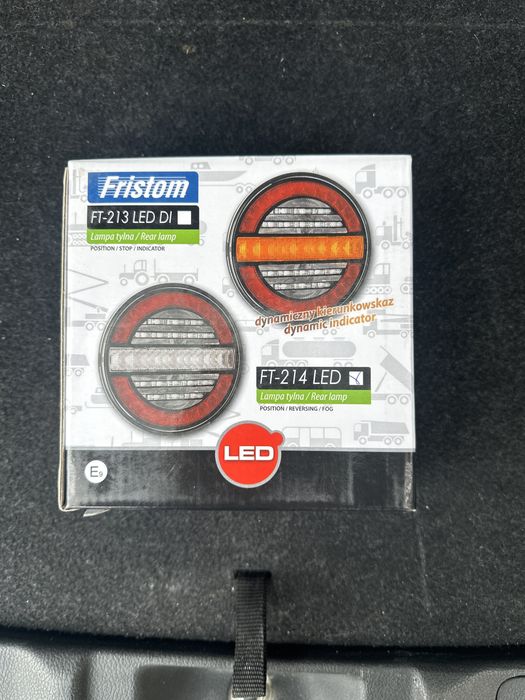 Fristom
FT-213 LED DI
Lampa tylna / Rear lamp
POSITION / STOP / INDICATOR
dynamiczny kierunkowskaz
dynamic indicator
FT-214 LED
Lampa tylna / Rear lamp
POSITION / REVERSING / FOG
LED
E9